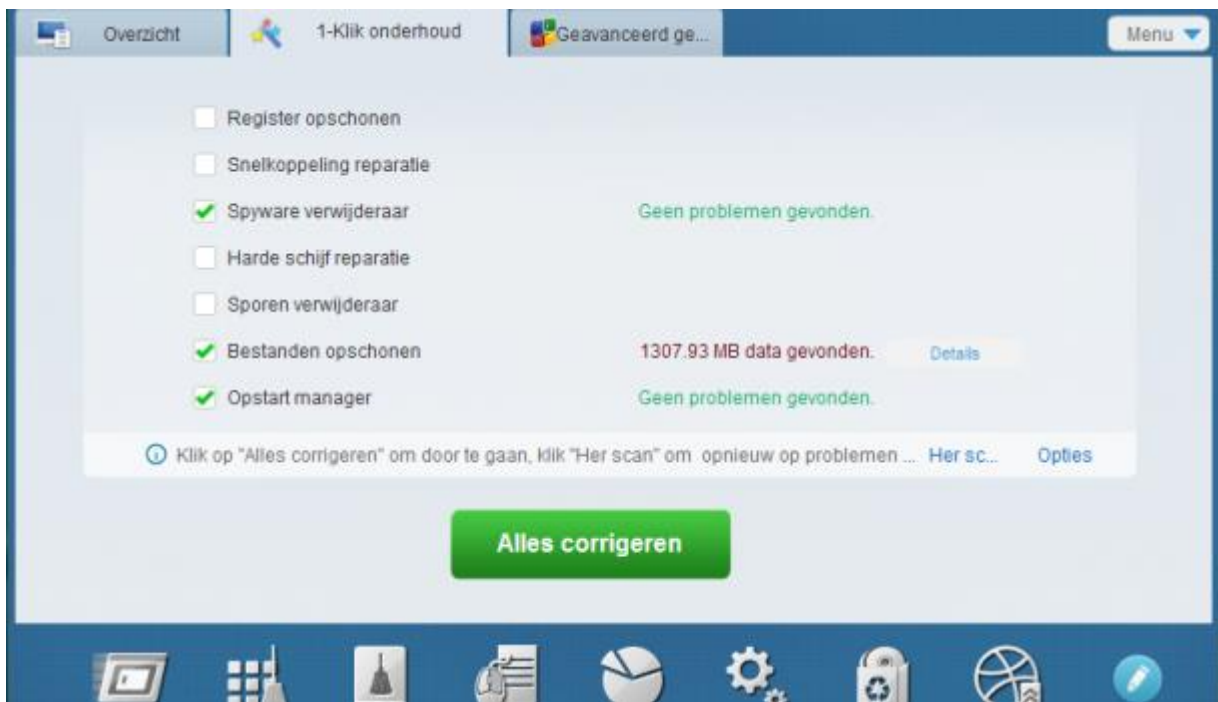 Overzicht
1-Klik onderhoud
Geavanceerd ge...
Menu
Register opschonen
Snelkoppeling reparatie
Spyware verwijderaar
Geen problemen gevonden.
Harde schijf reparatie
Sporen verwijderaar
Bestanden opschonen
1307.93 MB data gevonden.
Details
Opstart manager
Geen problemen gevonden.
Klik op "Alles corrigeren" om door te gaan, klik "Her scan" om opnieuw op problemen ...
Her sc...
Opties
Alles corrigeren